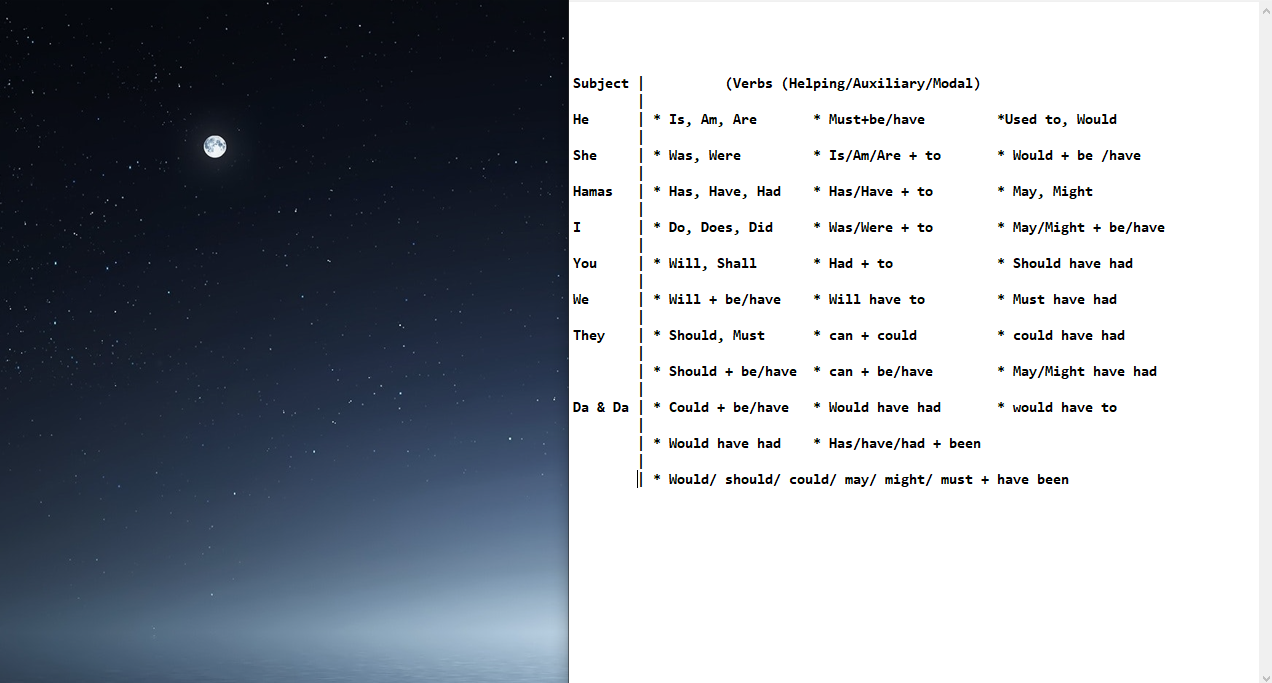 Subject | (Verbs (Helping/Auxiliary/Modal)
He | * Is, Am, Are * Must+be/have *Used to, Would
She | * Was, Were * Is/Am/Are + to * Would + be /have
Hamas | * Has, Have, Had * Has/Have + to * May, Might
I | * Do, Does, Did * Was/Were + to * May/Might + be/have
You | * Will, Shall * Had + to * Should have had
We | * Will + be/have * Will have to * Must have had
They | * Should, Must * can + could * could have had
| * Should + be/have * can + be/have * May/Might have had
Da & Da | * Could + be/have * Would have had * would have to
| * Would have had * Has/have/had + been
| * Would/ should/ could/ may/ might/ must + have been